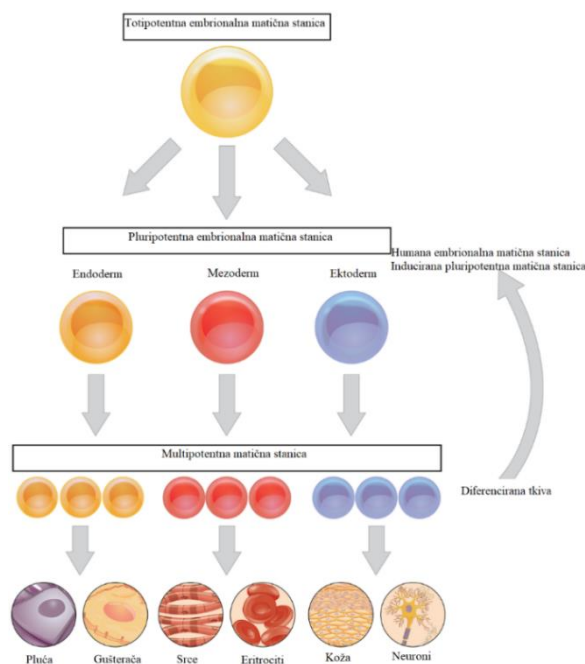 Totipotentna embrionalna matična stanica
Pluripotentna embrionalna matična stanica
Humana embrionalna matična stanica
Inducirana pluripotentna matična stanica
Endoderm
Mezoderm
Ektoderm
Multipotentna matična stanica
Diferencirana tkiva
Pluća
Gušterača
Srce
Eritrociti
Koža
Neuroni